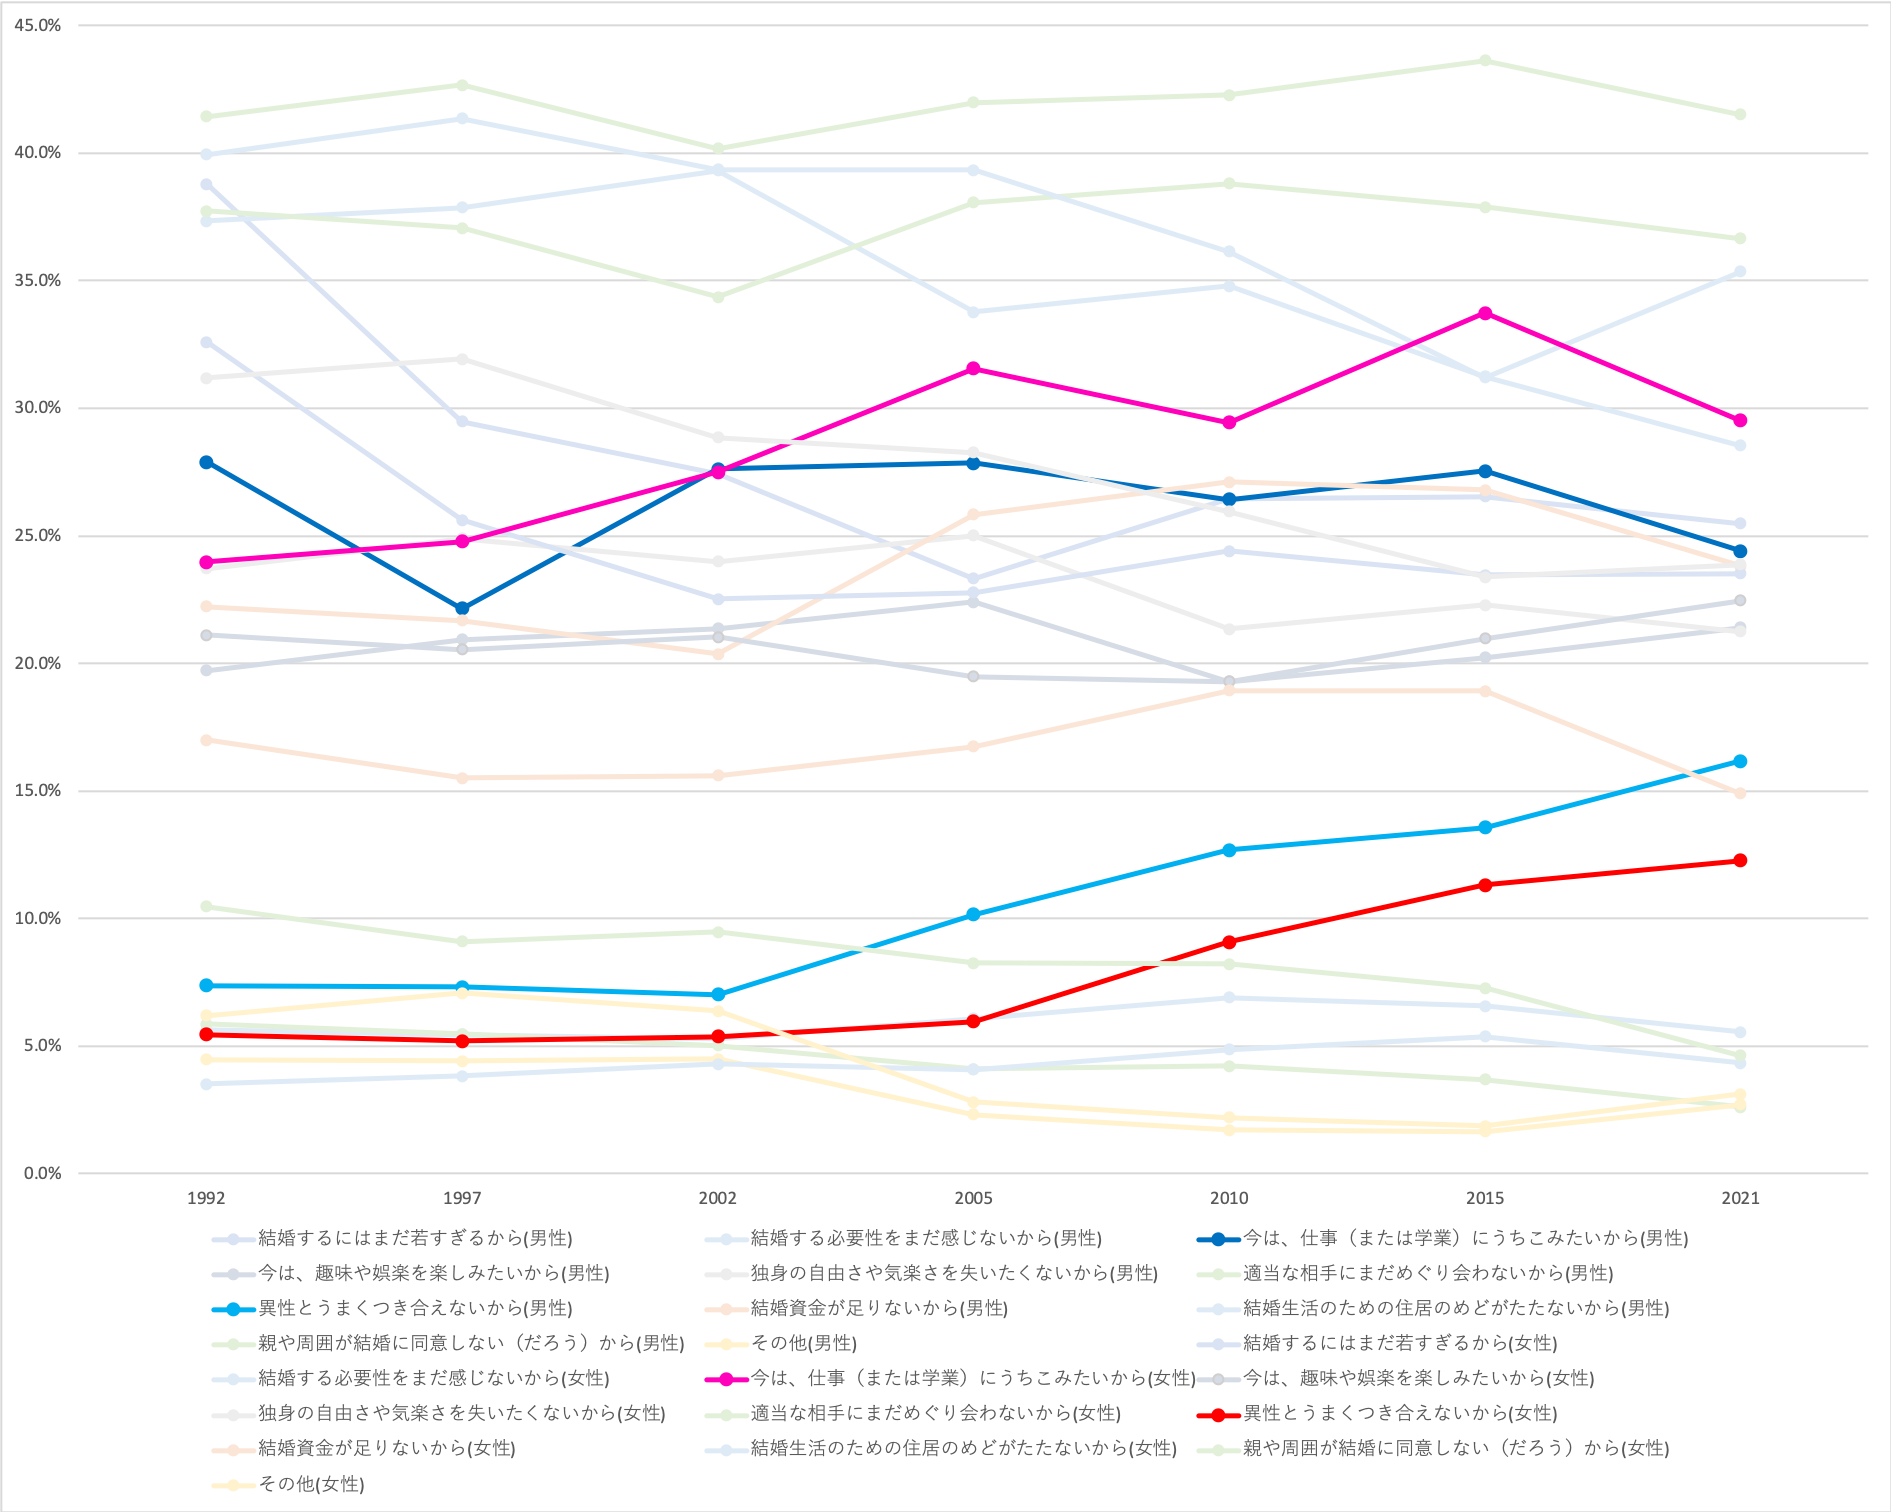 45.0%
40.0%
35.0%
30.0%
25.0%
20.0%
15.0%
10.0%
5.0%
0.0%
1992 1997 2002 2005 2010 2015 2021
結婚するにはまだ若すぎるから(男性) 結婚する必要性をまだ感じないから(男性) 今は、仕事（または学業）にうちこみたいから(男性)
今は、趣味や娯楽を楽しみたいから(男性) 独身の自由さや気楽さを失いたくないから(男性) 適当な相手にまだめぐり会わないから(男性)
異性とうまくつき合えないから(男性) 結婚資金が足りないから(男性) 結婚生活のための住居のめどがたたないから(男性)
親や周囲が結婚に同意しない（だろう）から(男性) その他(男性) 結婚するにはまだ若すぎるから(女性)
結婚する必要性をまだ感じないから(女性) 今は、仕事（または学業）にうちこみたいから(女性) 今は、趣味や娯楽を楽しみたいから(女性)
独身の自由さや気楽さを失いたくないから(女性) 適当な相手にまだめぐり会わないから(女性) 異性とうまくつき合えないから(女性)
結婚資金が足りないから(女性) 結婚生活のための住居のめどがたたないから(女性) 親や周囲が結婚に同意しない（だろう）から(女性)
その他(女性)